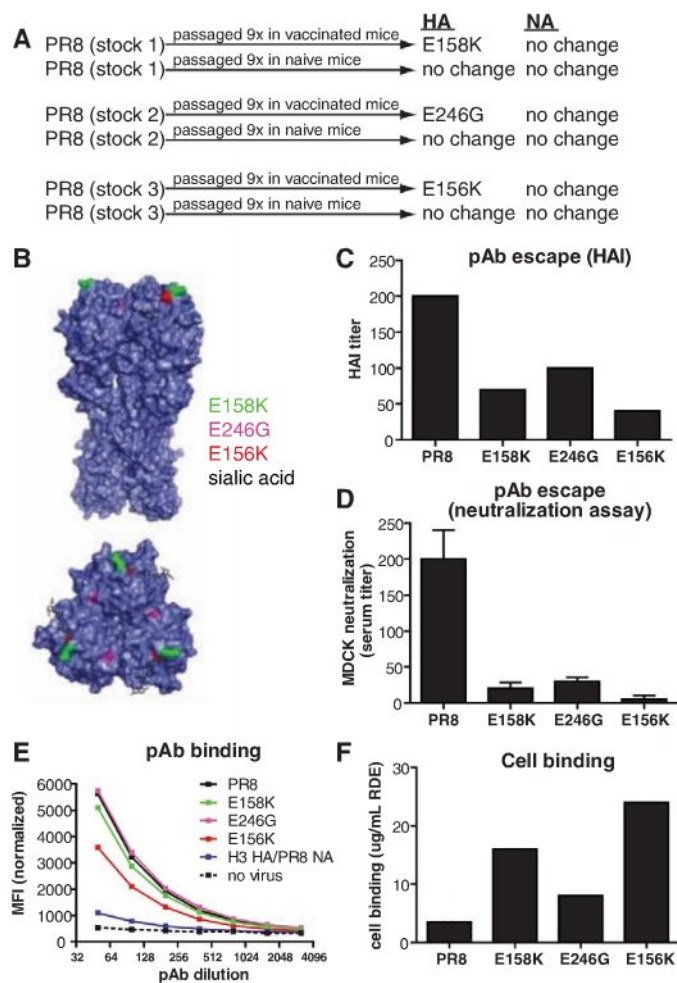 A
HA NA
PR8 (stock 1) passaged 9x in vaccinated mice E158K no change
PR8 (stock 1) passaged 9x in naive mice no change no change
PR8 (stock 2) passaged 9x in vaccinated mice E246G no change
PR8 (stock 2) passaged 9x in naive mice no change no change
PR8 (stock 3) passaged 9x in vaccinated mice E156K no change
PR8 (stock 3) passaged 9x in naive mice no change no change
B
E158K
E246G
E156K
sialic acid
C
pAb escape (HAI)
HAI titer
250
200
150
100
50
0
PR8 E158K E246G E156K
D
pAb escape
(neutralization assay)
MDCK neutralization
(serum titer)
250
200
150
100
50
0
PR8 E158K E246G E156K
E
pAb binding
MFI (normalized)
6000
5000
4000
3000
2000
1000
0
32 64 128 256 512 1024 2048 4096
pAb dilution
PR8
E158K
E246G
E156K
H3 HA/PR8 NA
no virus
F
Cell binding
cell binding (ug/mL RDE)
30
20
10
0
PR8 E158K E246G E156K